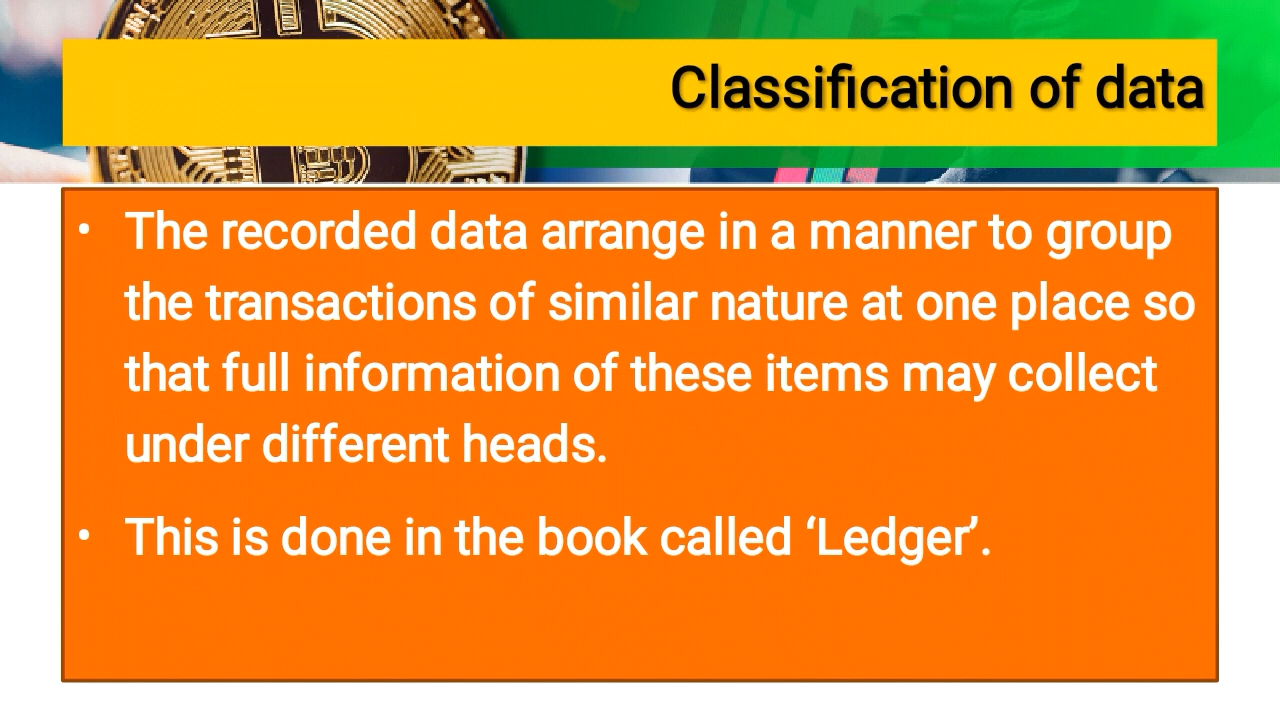 Classification of data
• The recorded data arrange in a manner to group
the transactions of similar nature at one place so
that full information of these items may collect
under different heads.
• This is done in the book called ‘Ledger’.